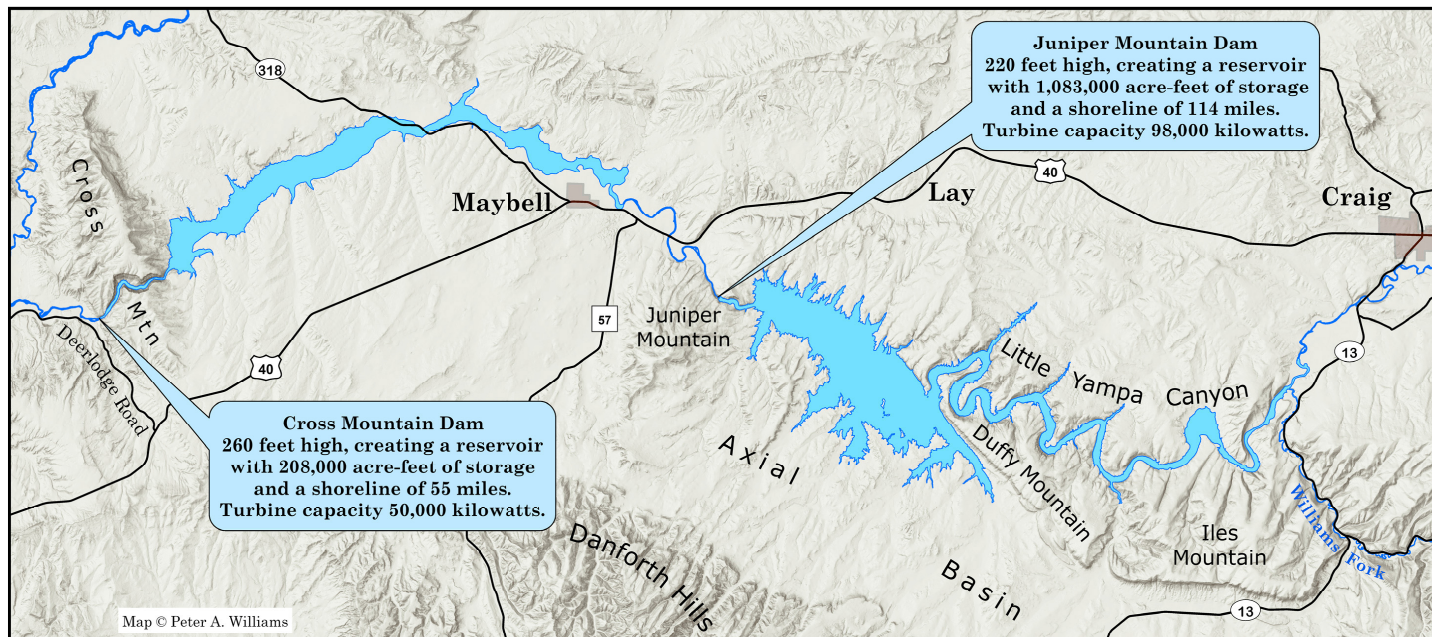 Juniper Mountain Dam
220 feet high, creating a reservoir
with 1,083,000 acre-feet of storage
and a shoreline of 114 miles.
Turbine capacity 98,000 kilowatts.
318
40
Lay
Craig
Maybell
Cross
Mtn
57
Juniper
Mountain
Deerlodge Road
40
13
Little Yampa Canyon
Duffy Mountain
Cross Mountain Dam
260 feet high, creating a reservoir
with 208,000 acre-feet of storage
and a shoreline of 55 miles.
Turbine capacity 50,000 kilowatts.
Axial
Basin
Williams Fork
Iles
Mountain
Danforth Hills
13
Map © Peter A. Williams